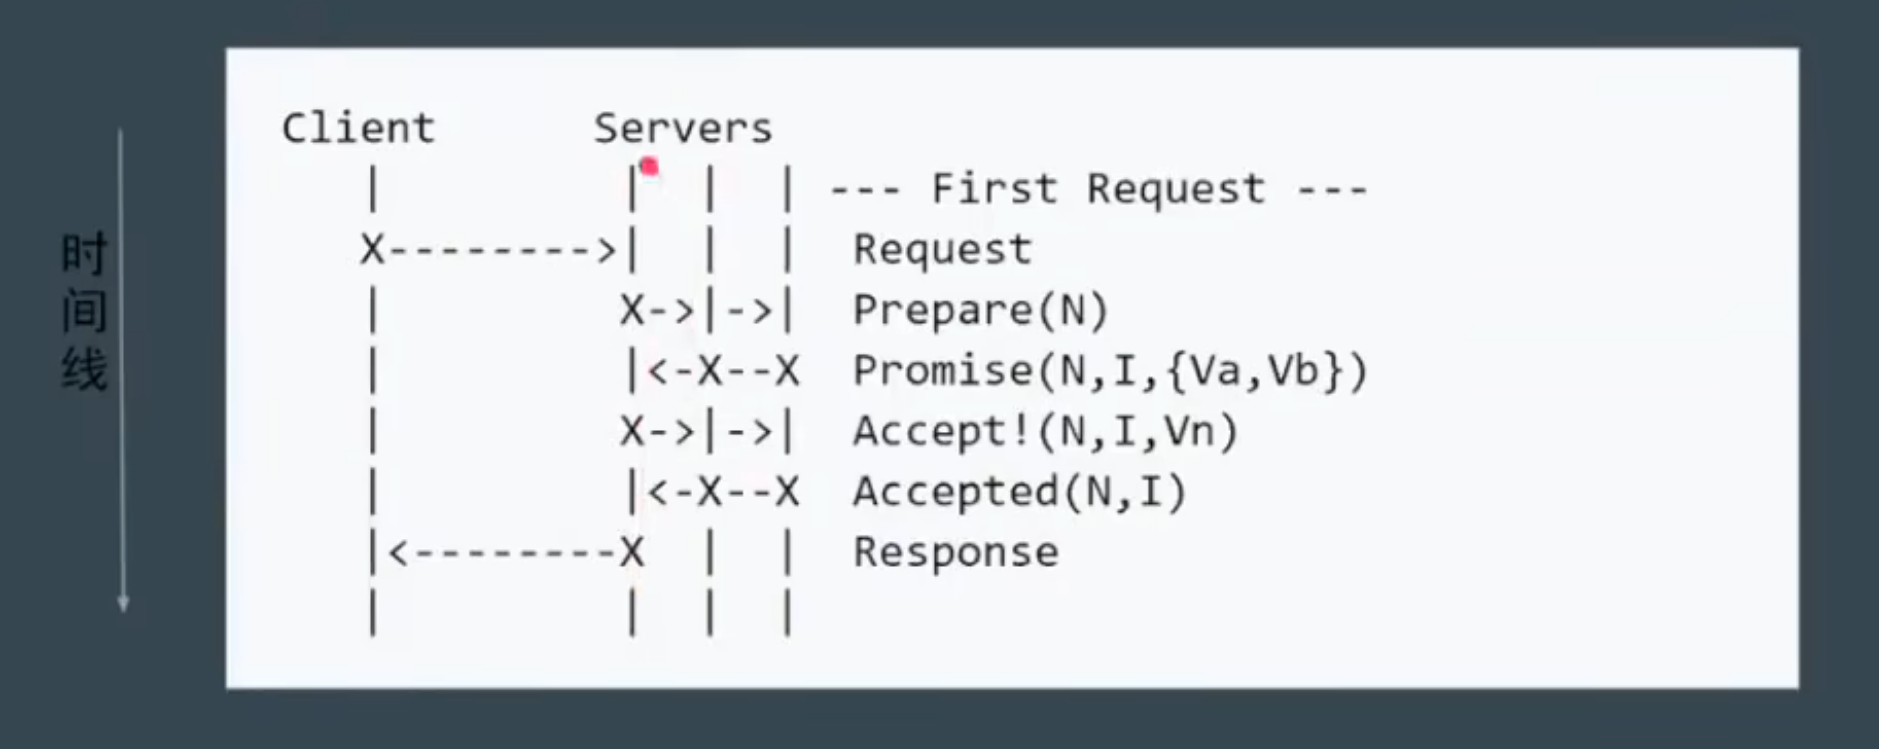 时间线
Client Servers
| | | | --- First Request ---
X-------->| | | Request
| X->|->| Prepare(N)
| |<-X--X Promise(N,I,{Va,Vb})
| X->|->| Accept!(N,I,Vn)
| |<-X--X Accepted(N,I)
|<--------X | | Response
| | | |